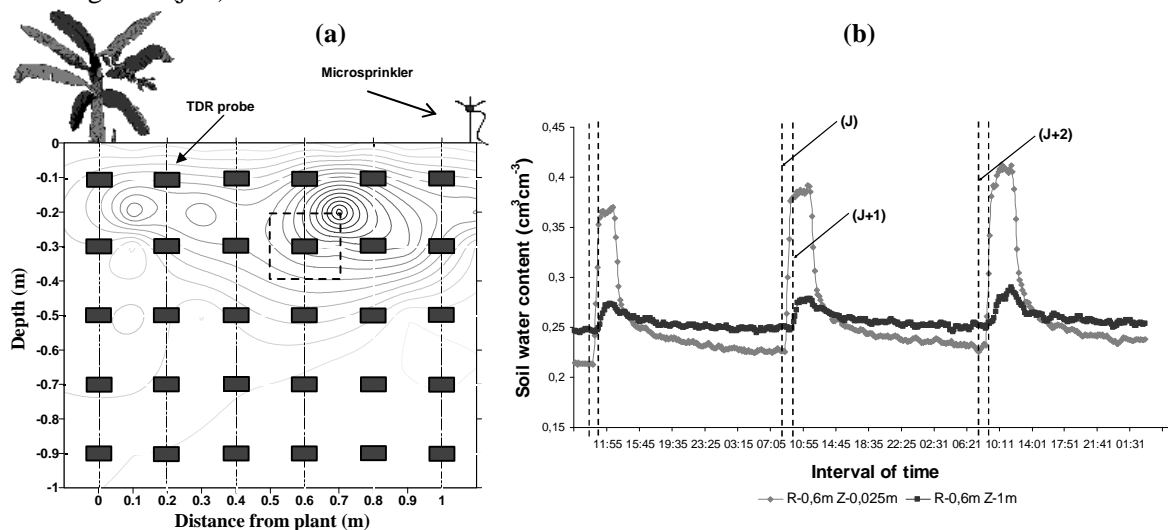 (a)
(b)
Microsprinkler
TDR probe
0
-0.1
-0.2
-0.3
-0.4
-0.5
-0.6
-0.7
-0.8
-0.9
-1
Depth (m)
0 0.1 0.2 0.3 0.4 0.5 0.6 0.7 0.8 0.9 1
Distance from plant (m)
(J)
(J+2)
(J+1)
0,45
0,4
0,35
0,3
0,25
0,2
0,15
Soil water content (cm³cm-³)
11:55 15:45 19:35 23:25 03:15 07:05 10:55 14:45 18:35 22:25 02:31 06:21 10:11 14:01 17:51 21:41 01:31
Interval of time
R-0,6m Z-0,025m R-0,6m Z-1m